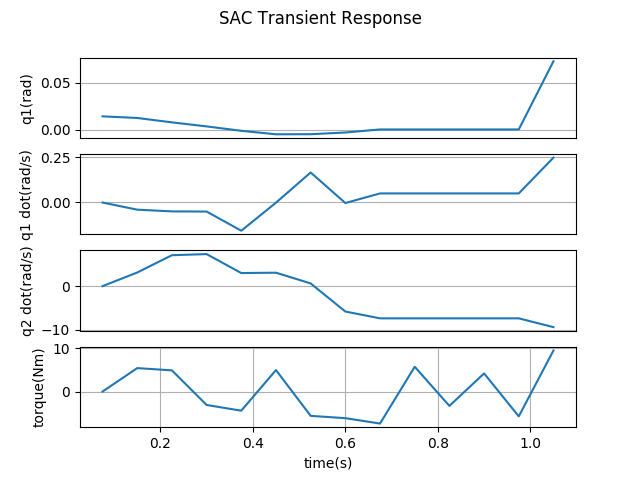 SAC Transient Response
q1(rad)
0.05
0.00
q1 dot(rad/s)
0.25
0.00
q2 dot(rad/s)
0
−10
torque(Nm)
10
0
0.2 0.4 0.6 0.8 1.0
time(s)